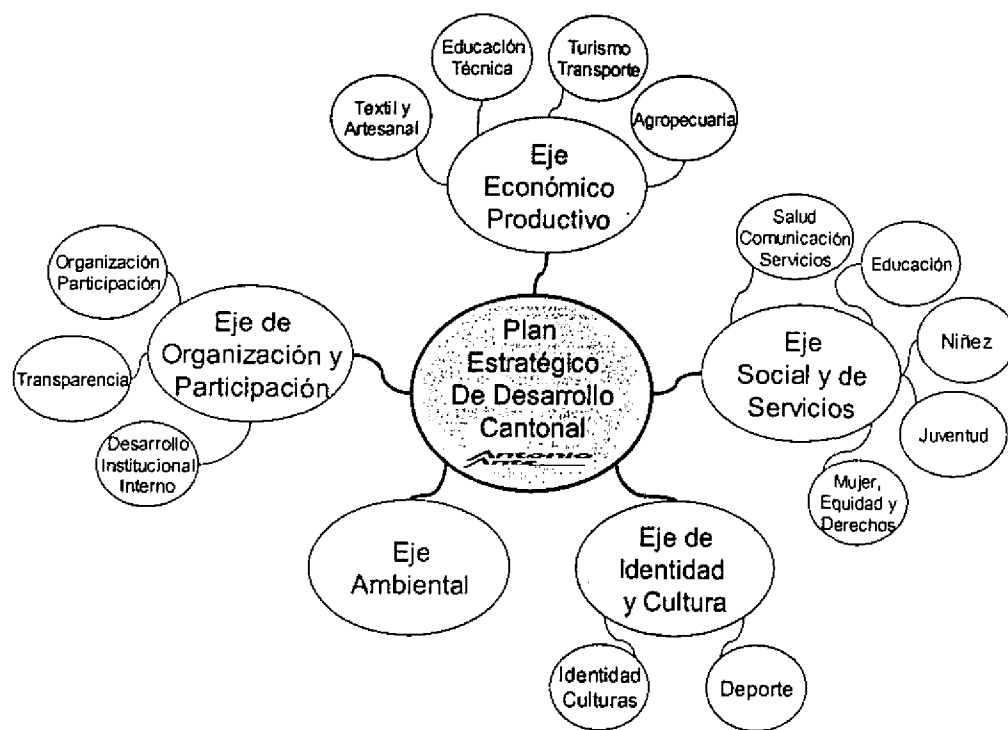 Educación
Técnica
Turismo
Transporte
Textil y
Artesanal
Agropecuaria
Eje
Económico
Productivo
Salud
Comunicación
Servicios
Educación
Organización
Participación
Eje de
Organización y
Participación
Transparencia
Desarrollo
Institucional
Interno
Plan
Estratégico
De Desarrollo
Cantonal
Antonio
Ante
Eje
Social y de
Servicios
Niñez
Juventud
Mujer,
Equidad y
Derechos
Eje
Ambiental
Eje de
Identidad
y Cultura
Identidad
Culturas
Deporte